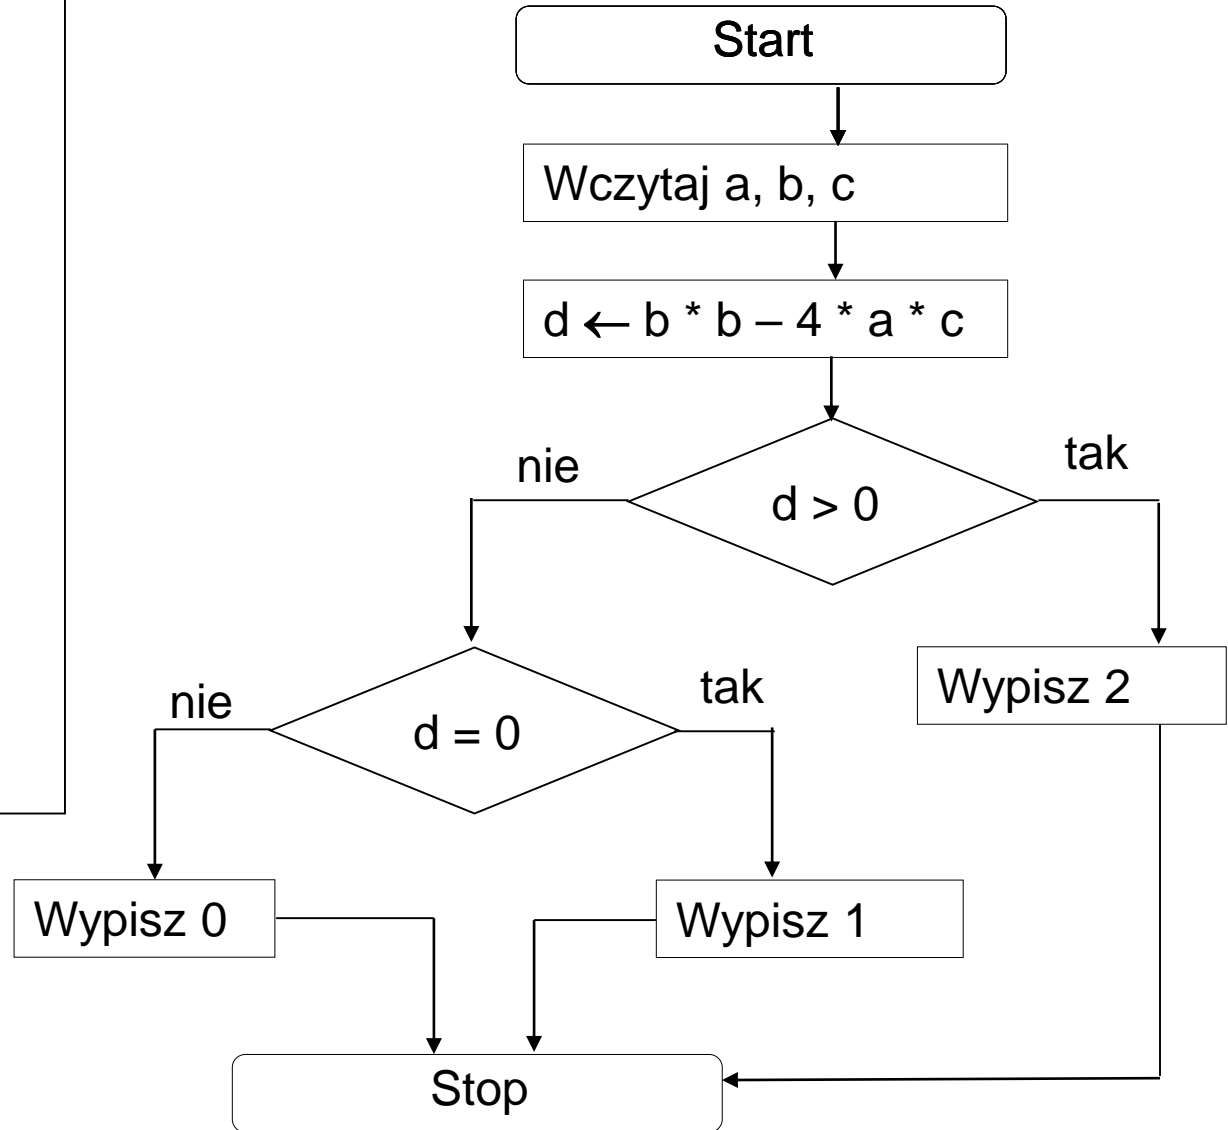 Start
Wczytaj a, b, c
d ← b * b – 4 * a * c
nie
tak
d > 0
nie
tak
d = 0
Wypisz 2
Wypisz 0
Wypisz 1
Stop